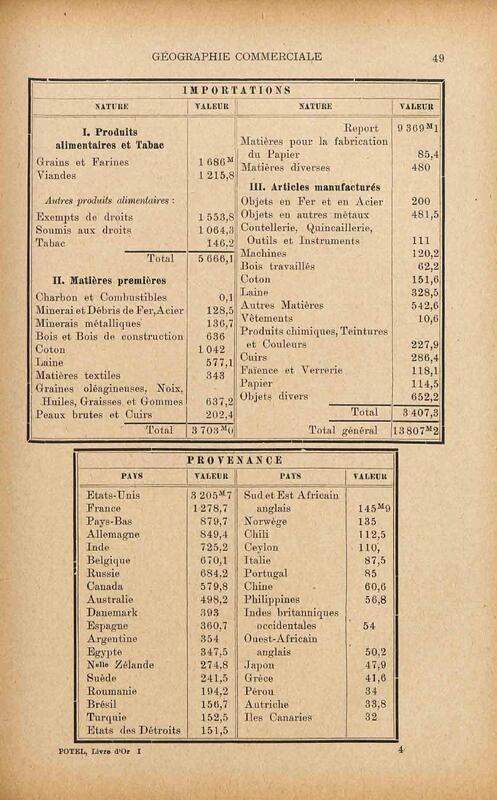 GÉOGRAPHIE COMMERCIALE 49
IMPORTATIONS
NATURE VALEUR
I. Produits
alimentaires et Tabac
Grains et Farines 1 686ᴹ
Viandes 1 215,8
Autres produits alimentaires :
Exempts de droits 1 553,8
Soumis aux droits 1 064,3
Tabac 146,2
Total 5 666,1
II. Matières premières
Charbon et Combustibles 0,1
Minerai et Débris de Fer, Acier 128,5
Minerais métalliques 136,7
Bois et Bois de construction 636
Coton 1 042
Laine 577,1
Matières textiles 343
Graines oléagineuses, Noix,
Huiles, Graisses et Gommes 637,2
Peaux brutes et Cuirs 202,4
Total 3 703ᴹ0
NATURE VALEUR
Report 9 369ᴹ1
Matières pour la fabrication
du Papier 85,4
Matières diverses 480
III. Articles manufacturés
Objets en Fer et en Acier 200
Objets en autres métaux 481,5
Coutellerie, Quincaillerie,
Outils et Instruments 111
Machines 120,2
Bois travaillés 62,2
Coton 151,6
Laine 328,5
Autres Matières 542,6
Vêtements 10,6
Produits chimiques, Teintures
et Couleurs 227,9
Cuirs 286,4
Faïence et Verrerie 118,1
Papier 114,5
Objets divers 652,2
Total 3 407,3
Total général 13 807ᴹ2
PROVENANCE
PAYS VALEUR
Etats-Unis 3 205ᴹ7
France 1 278,7
Pays-Bas 879,7
Allemagne 849,4
Inde 725,2
Belgique 670,1
Russie 684,2
Canada 579,8
Australie 498,2
Danemark 393
Espagne 360,7
Argentine 354
Egypte 347,5
Nelle Zélande 274,8
Suède 241,5
Roumanie 194,2
Brésil 156,7
Turquie 152,5
Etats des Détroits 151,5
PAYS VALEUR
Sud et Est Africain
anglais 145ᴹ9
Norwège 135
Chili 112,5
Ceylon 110,
Italie 87,5
Portugal 85
Chine 60,6
Philippines 56,8
Indes britanniques
occidentales 54
Ouest-Africain
anglais 50,2
Japon 47,9
Grèce 41,6
Pérou 34
Autriche 33,8
Iles Canaries 32
POTEL, Livre d'Or I 4